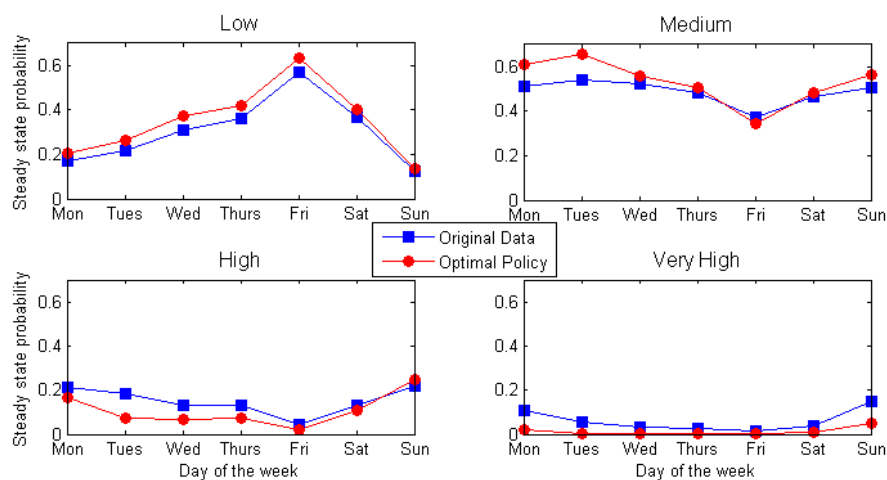 Low
Steady state probability
0.6
0.4
0.2
0
Mon Tues Wed Thurs Fri Sat Sun
Medium
0.6
0.4
0.2
0
Mon Tues Wed Thurs Fri Sat Sun
Original Data
Optimal Policy
High
Steady state probability
0.6
0.4
0.2
0
Mon Tues Wed Thurs Fri Sat Sun
Day of the week
Very High
0.6
0.4
0.2
0
Mon Tues Wed Thurs Fri Sat Sun
Day of the week